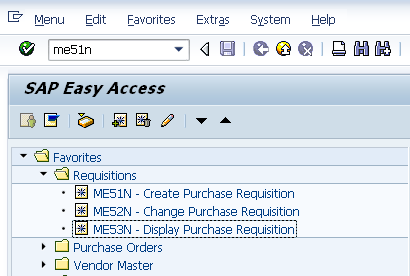 Menu Edit Favorites Extras System Help
me51n
SAP Easy Access
Favorites
Requisitions
ME51N - Create Purchase Requisition
ME52N - Change Purchase Requisition
ME53N - Display Purchase Requisition
Purchase Orders
Vendor Master